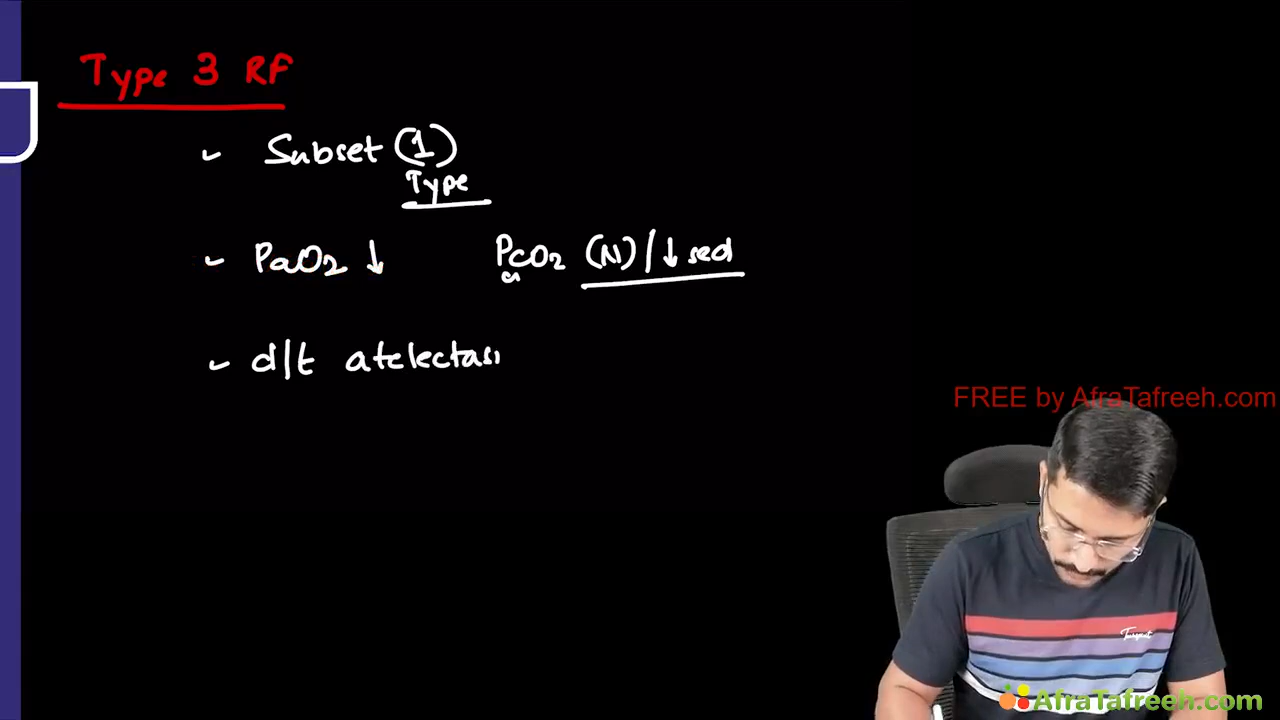 Type 3 RF
Subset (1)
Type
PaO2 ↓ PaCO2 (N)/↓sed
d/t atelectasi
FREE by AfraTafreeh.com
AfraTafreeh.com